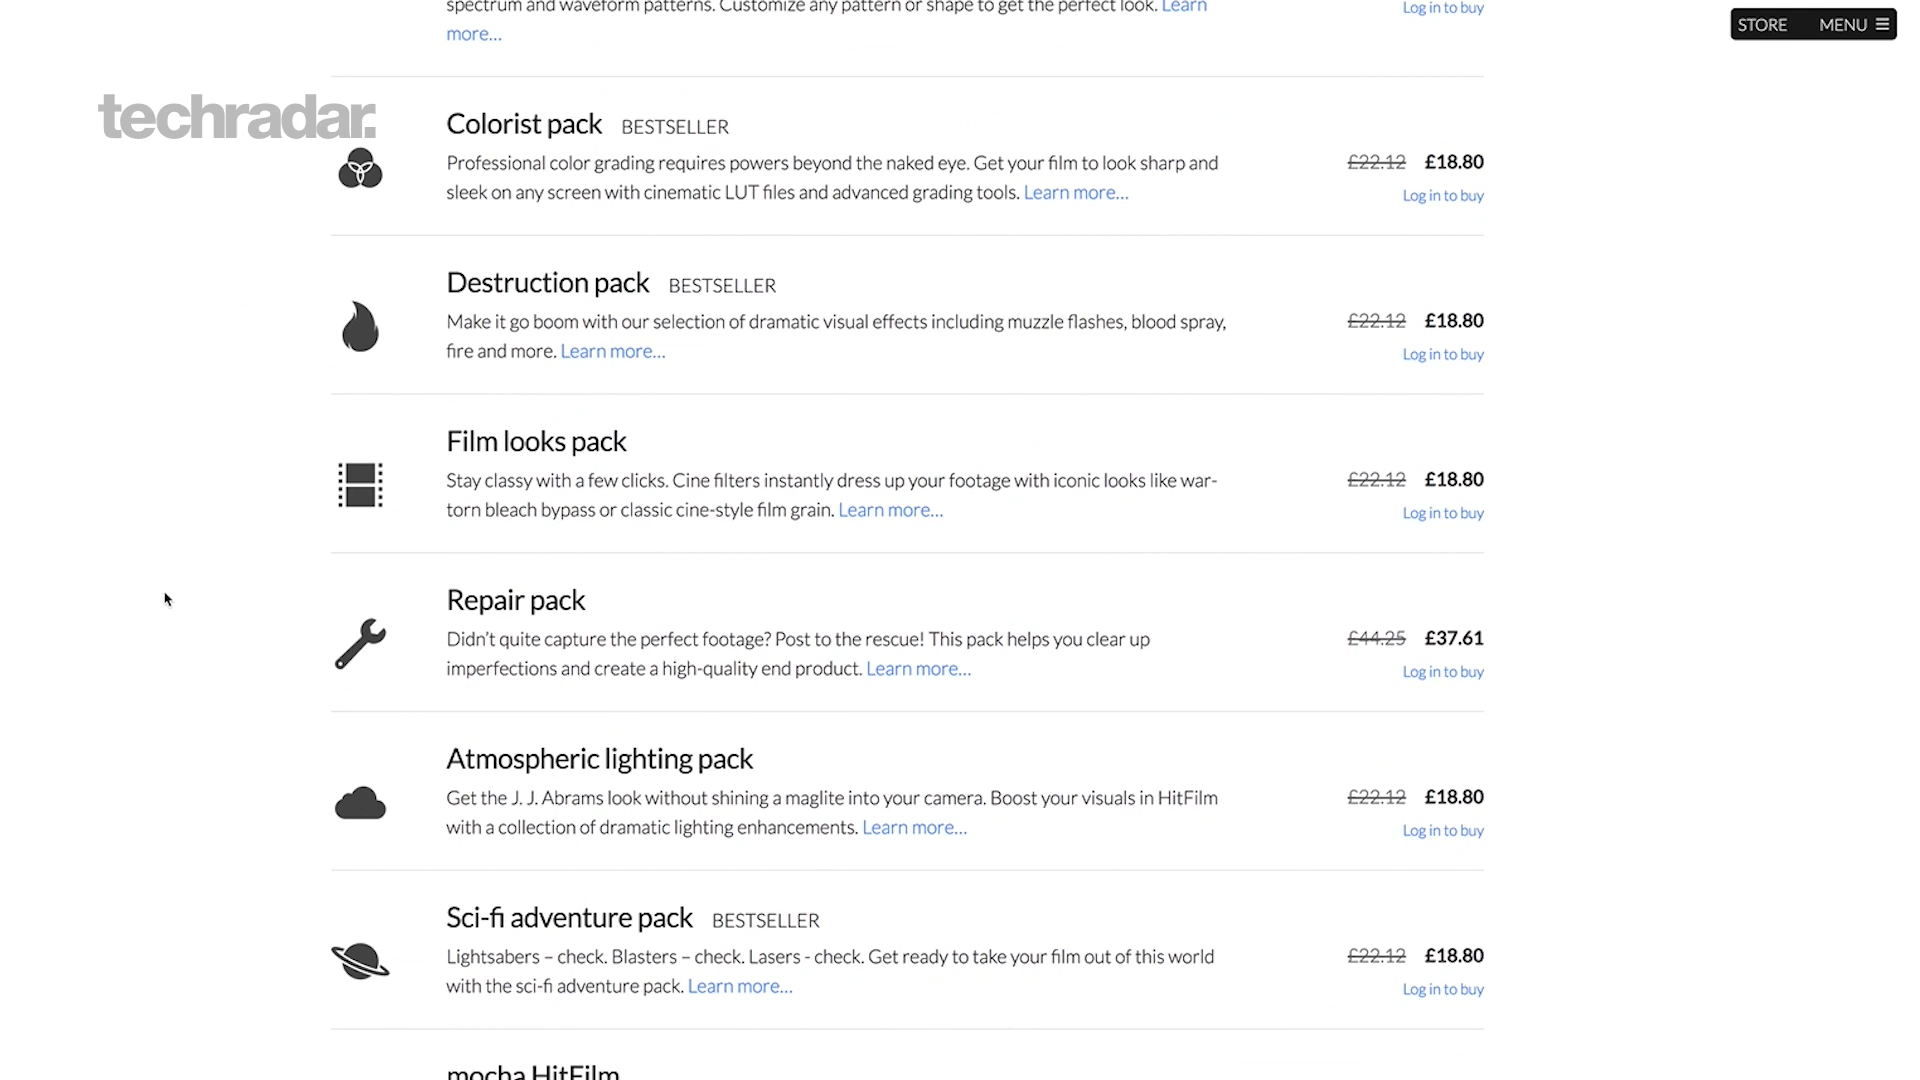 spectrum and waveform patterns. Customize any pattern or shape to get the perfect look. Learn
more...
Log in to buy
STORE MENU
techradar.
Colorist pack BESTSELLER
Professional color grading requires powers beyond the naked eye. Get your film to look sharp and
sleek on any screen with cinematic LUT files and advanced grading tools. Learn more...
£22.12 £18.80
Log in to buy
Destruction pack BESTSELLER
Make it go boom with our selection of dramatic visual effects including muzzle flashes, blood spray,
fire and more. Learn more...
£22.12 £18.80
Log in to buy
Film looks pack
Stay classy with a few clicks. Cine filters instantly dress up your footage with iconic looks like war-
torn bleach bypass or classic cine-style film grain. Learn more...
£22.12 £18.80
Log in to buy
Repair pack
Didn't quite capture the perfect footage? Post to the rescue! This pack helps you clear up
imperfections and create a high-quality end product. Learn more...
£44.25 £37.61
Log in to buy
Atmospheric lighting pack
Get the J. J. Abrams look without shining a maglite into your camera. Boost your visuals in HitFilm
with a collection of dramatic lighting enhancements. Learn more...
£22.12 £18.80
Log in to buy
Sci-fi adventure pack BESTSELLER
Lightsabers – check. Blasters – check. Lasers - check. Get ready to take your film out of this world
with the sci-fi adventure pack. Learn more...
£22.12 £18.80
Log in to buy
mocha HitFilm